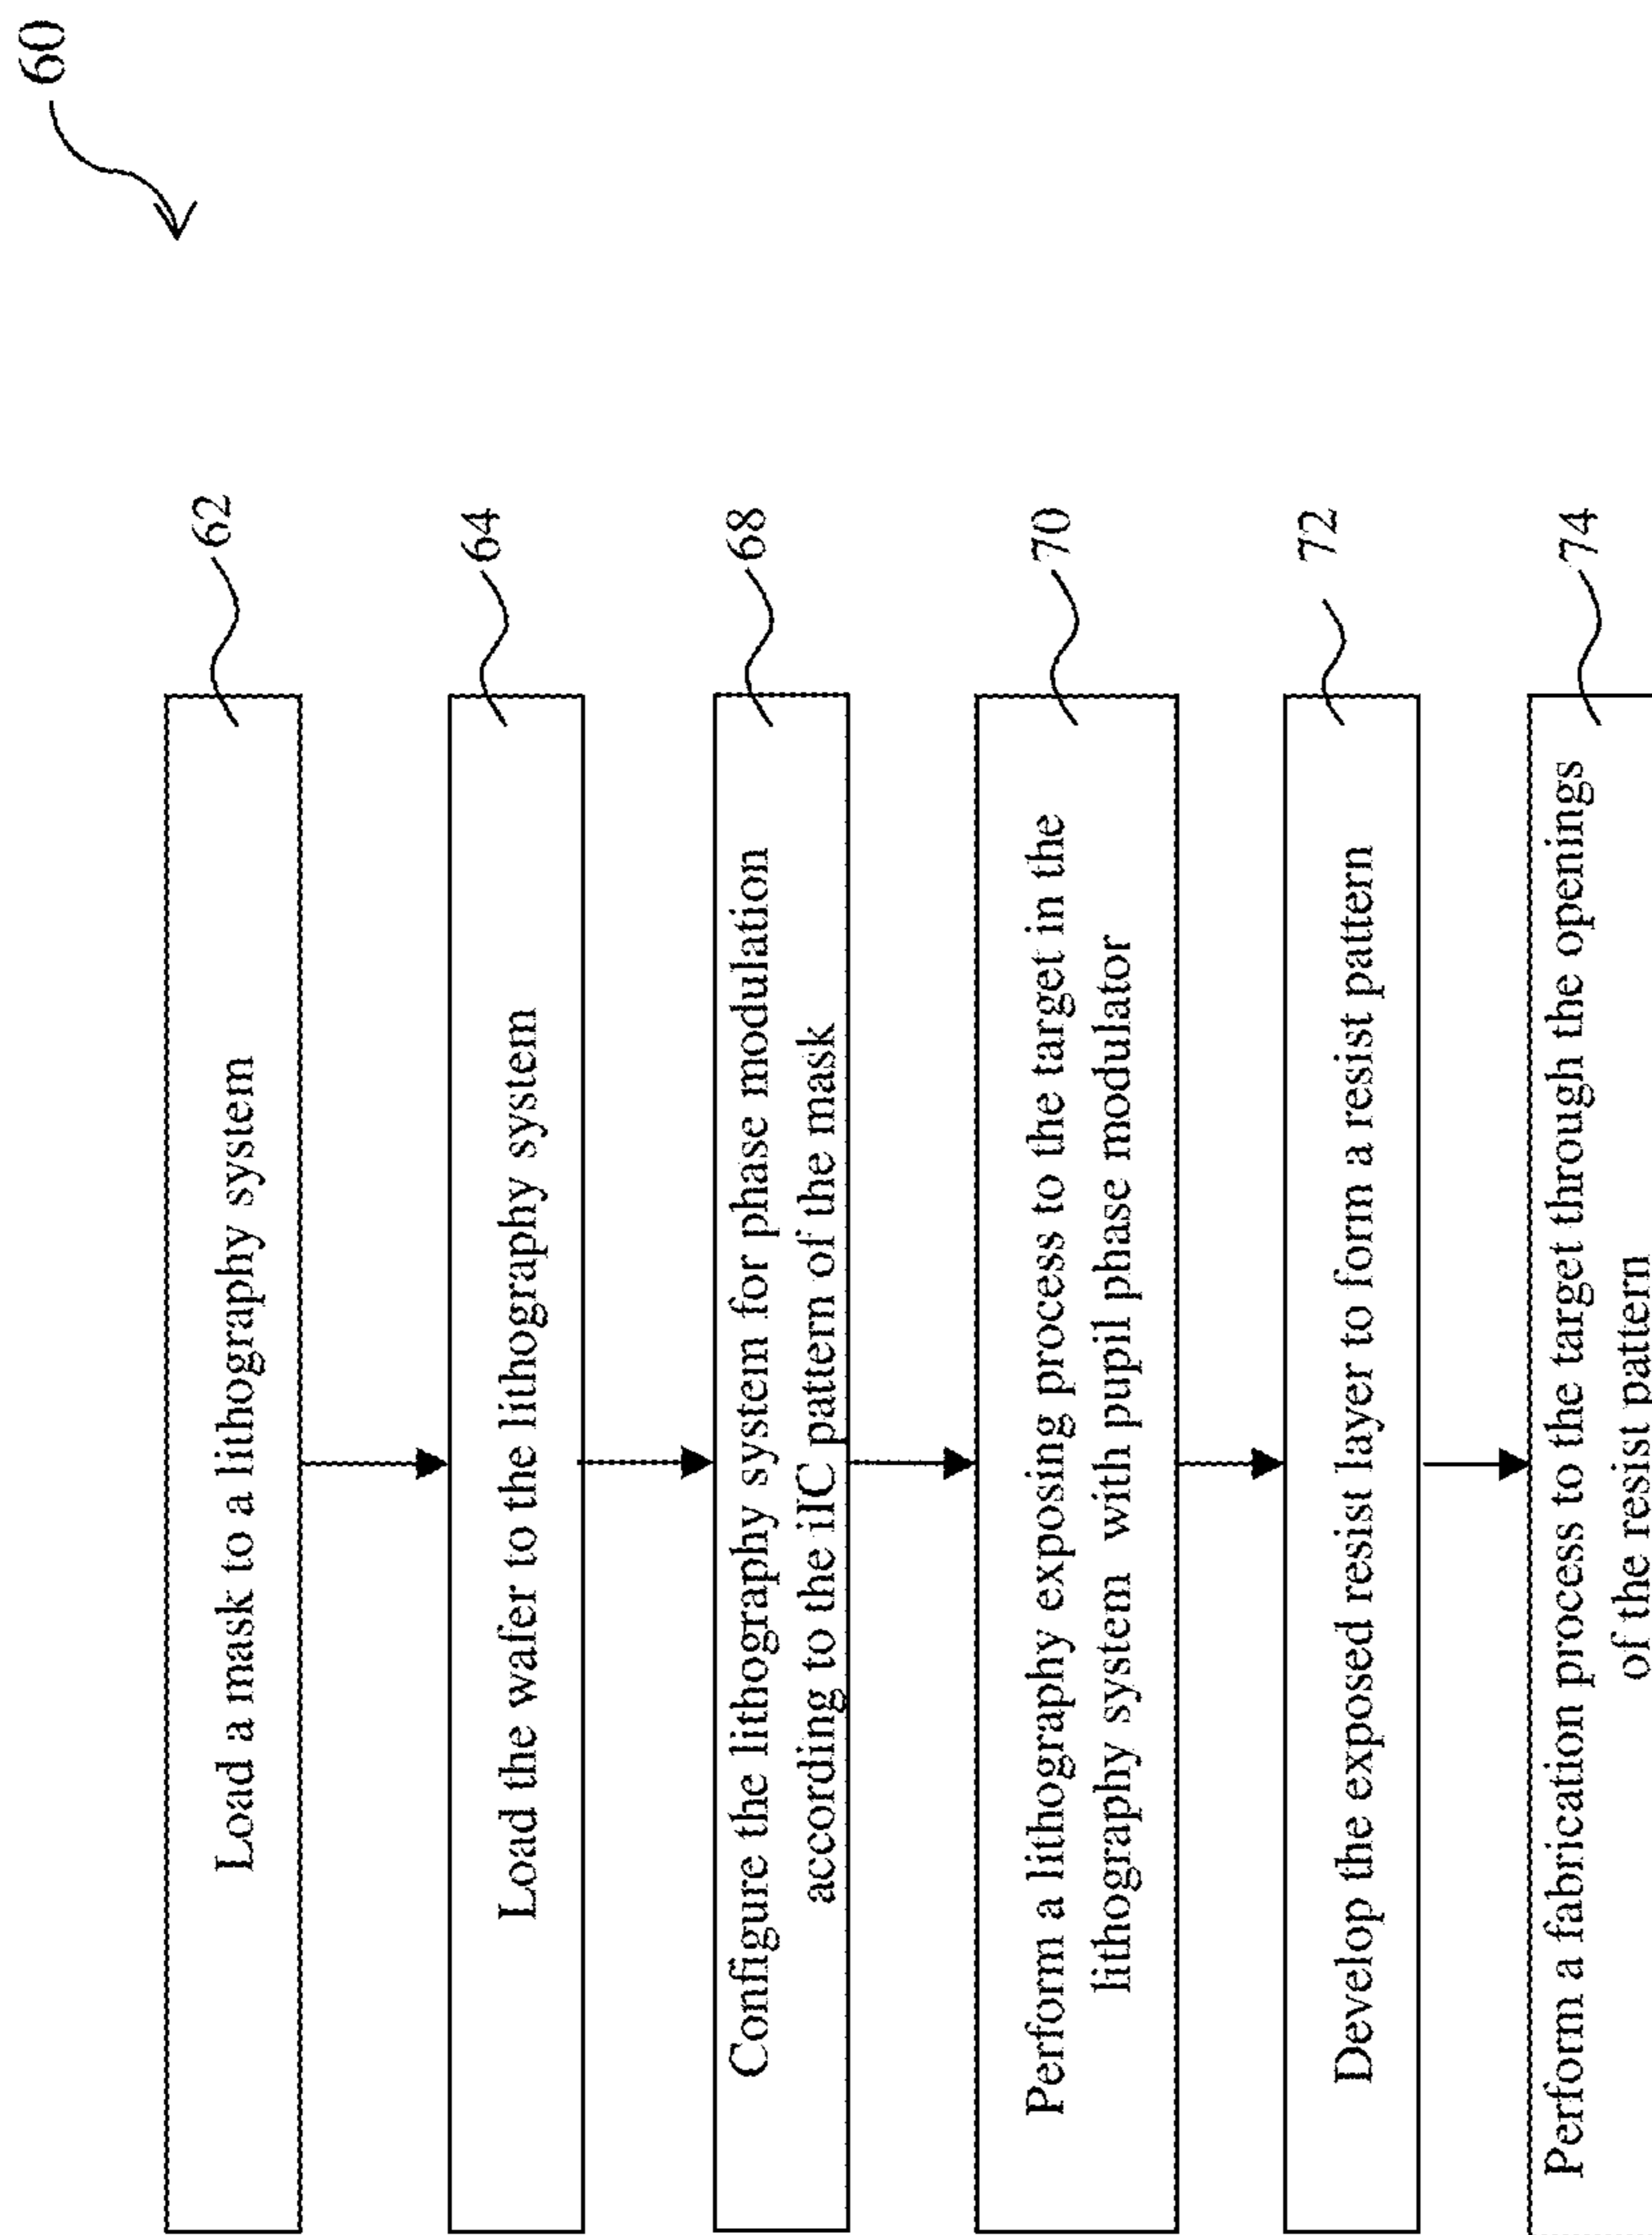 60
Load a mask to a lithography system
62
Load the wafer to the lithography system
64
Configure the lithography system for phase modulation
according to the iIC pattern of the mask
68
Perform a lithography exposing process to the target in the
lithography system with pupil phase modulator
70
Develop the exposed resist layer to form a resist pattern
72
Perform a fabrication process to the target through the openings
of the resist pattern
74